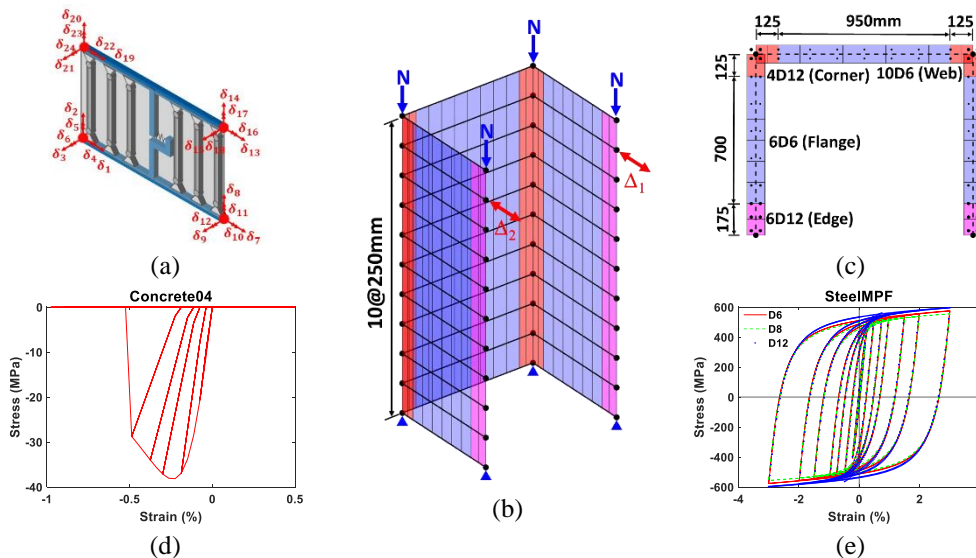 δ20
δ23
δ24
δ21
δ22
δ19
δ14
δ17
δ16
δ13
δ15
δ18
δ2
δ5
δ6
δ3
δ4
δ1
δ8
δ11
δ12
δ9
δ10
δ7
(a)
N
N
N
N
10@250mm
Δ1
Δ2
(b)
125
950mm
125
125
4D12 (Corner)
10D6 (Web)
700
6D6 (Flange)
175
6D12 (Edge)
(c)
Concrete04
0
-10
-20
-30
-40
Stress (MPa)
-1
-0.5
0
0.5
Strain (%)
(d)
SteelMPF
D6
D8
D12
600
400
200
0
-200
-400
-600
Stress (MPa)
-4
-2
0
2
Strain (%)
(e)